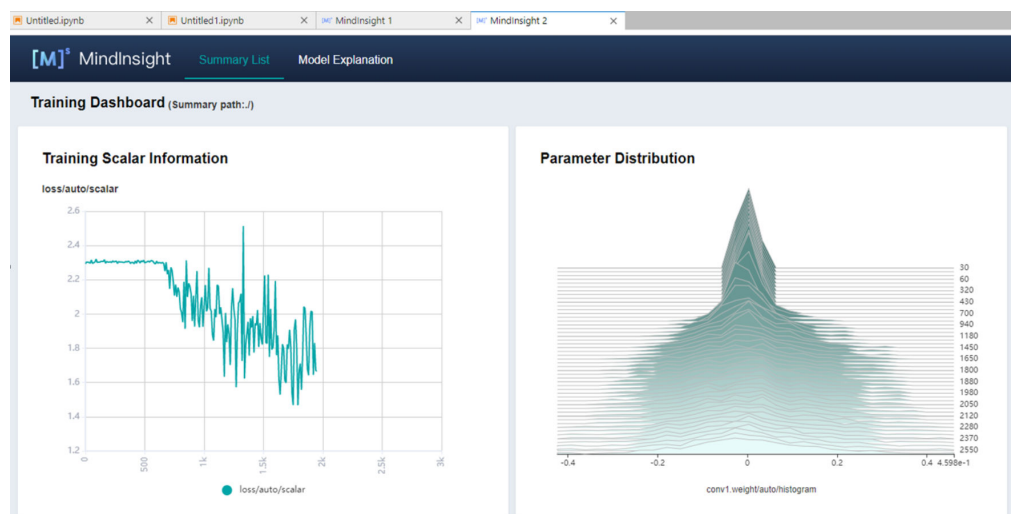 Untitled.ipynb × Untitled1.ipynb × MindInsight 1 × MindInsight 2 ×
[M]ˢ MindInsight Summary List Model Explanation
Training Dashboard (Summary path:./)
Training Scalar Information
loss/auto/scalar
2.6
2.4
2.2
2
1.8
1.6
1.4
1.2
0 500 1k 1.5k 2k 2.5k 3k
loss/auto/scalar
Parameter Distribution
30
60
320
430
700
940
1180
1450
1650
1800
1880
1980
2050
2120
2280
2370
2550
-0.4 -0.2 0 0.2 0.4 4.598e-1
conv1.weight/auto/histogram